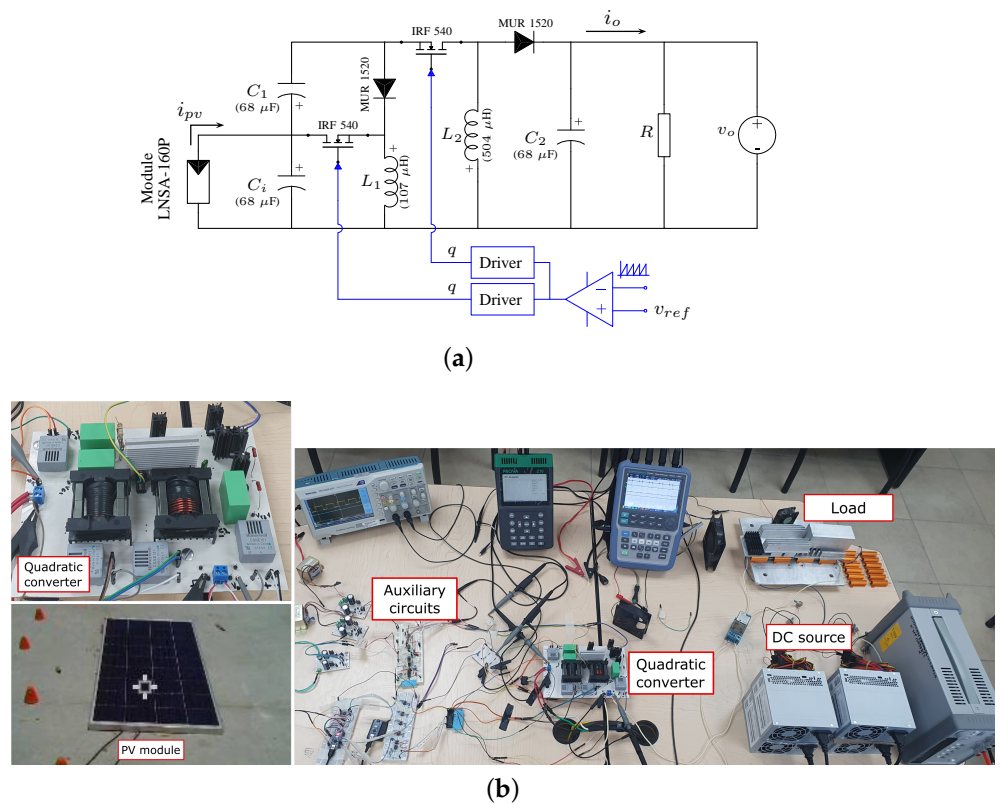 IRF 540
MUR 1520
i_o
C_1
(68 µF)
+
MUR 1520
i_pv
IRF 540
Module
LNSA-160P
C_i
(68 µF)
+
L_1
+
(107 µH)
L_2
(504 µH)
+
C_2
(68 µF)
+
R
v_o
+
-
q
Driver
q
Driver
−
+
v_ref
(a)
Quadratic
converter
PV module
Auxiliary
circuits
Load
DC source
Quadratic
converter
(b)